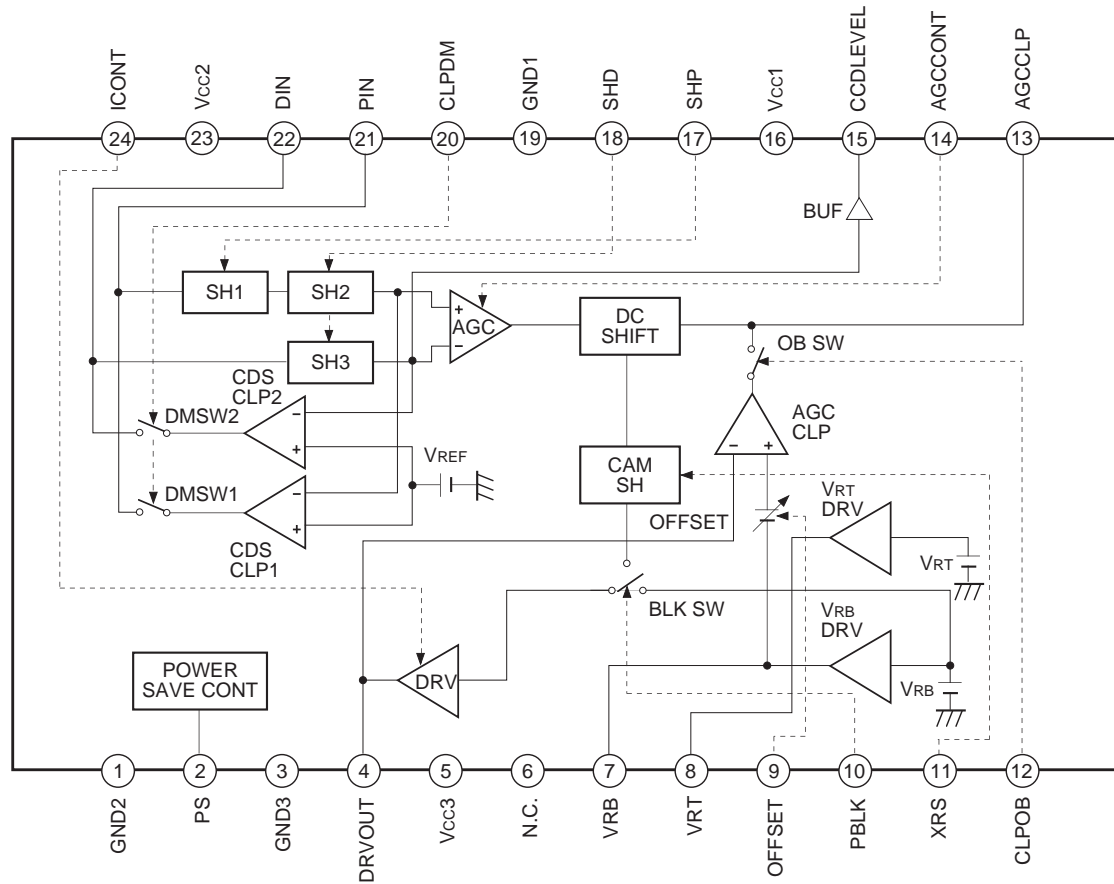 ICONT
Vcc2
DIN
PIN
CLPDM
GND1
SHD
SHP
Vcc1
CCDLEVEL
AGCCONT
AGCCLP
24
23
22
21
20
19
18
17
16
15
14
13
BUF
SH1
SH2
+
AGC
−
DC
SHIFT
OB SW
SH3
CDS
CLP2
DMSW2
−
+
AGC
CLP
−
+
VREF
CAM
SH
DMSW1
−
+
CDS
CLP1
OFFSET
VRT
DRV
VRT
BLK SW
VRB
DRV
VRB
POWER
SAVE CONT
DRV
1
2
3
4
5
6
7
8
9
10
11
12
GND2
PS
GND3
DRVOUT
Vcc3
N.C.
VRB
VRT
OFFSET
PBLK
XRS
CLPOB